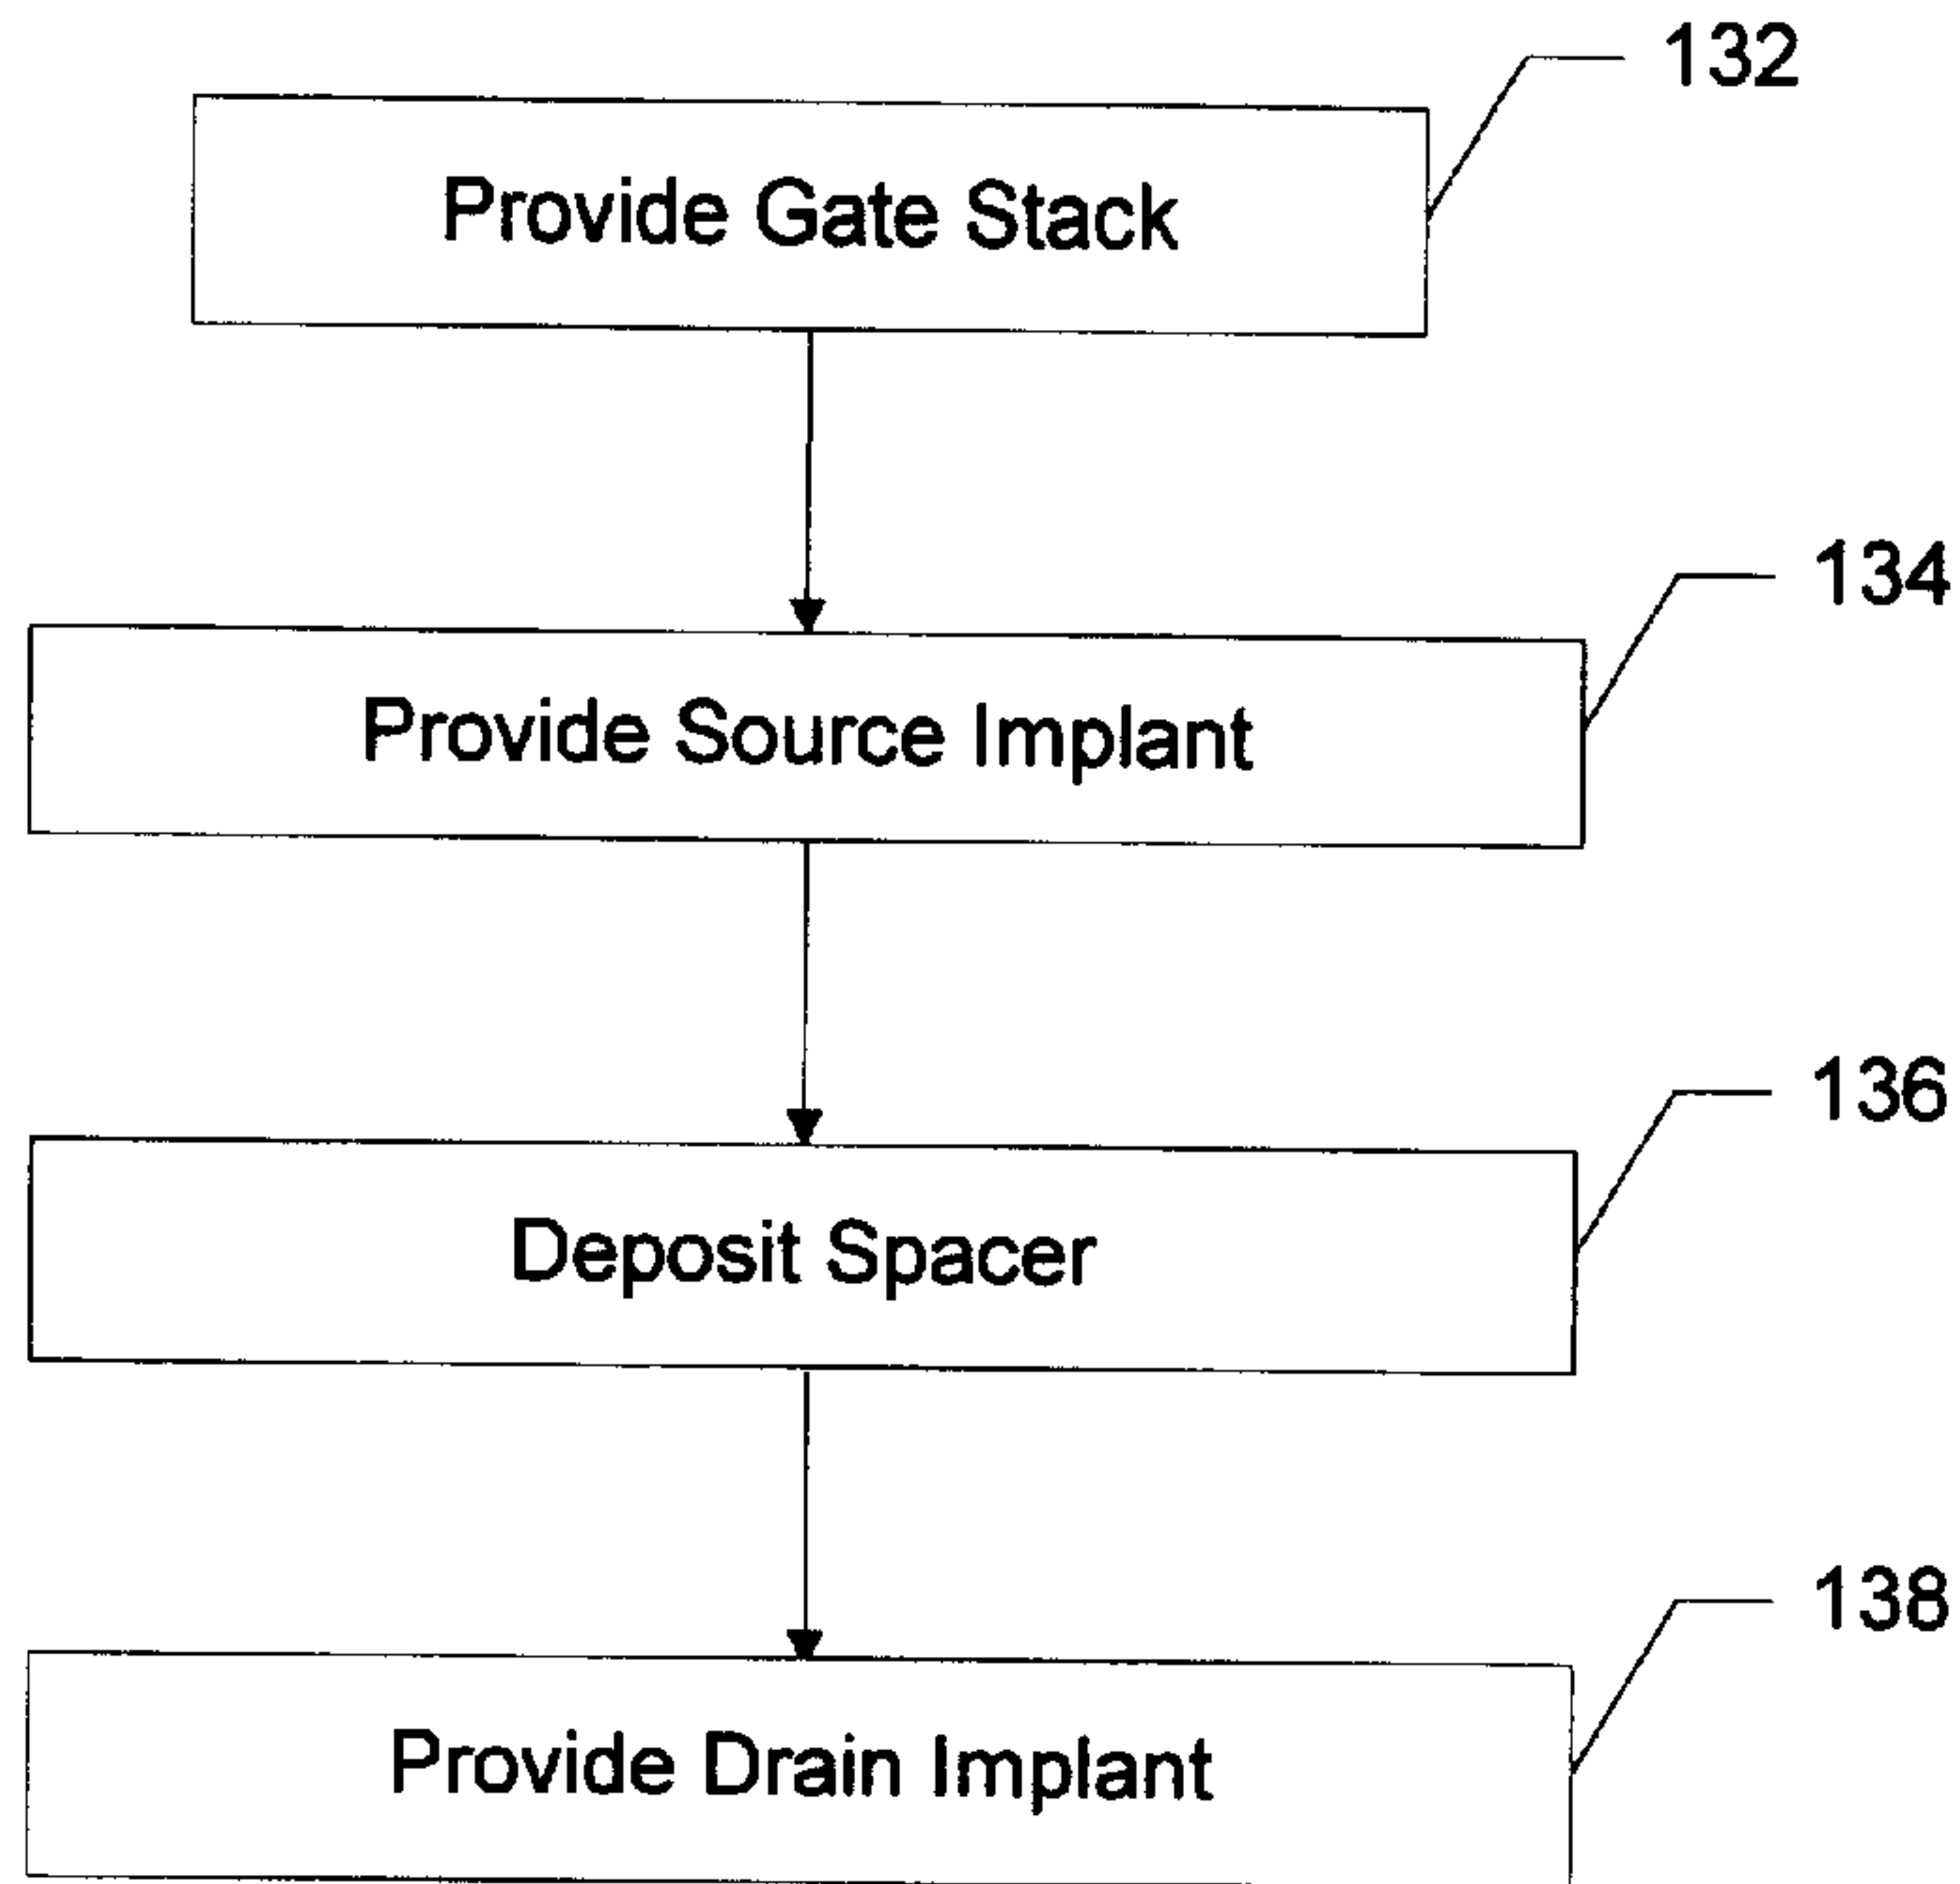 132
Provide Gate Stack
134
Provide Source Implant
136
Deposit Spacer
138
Provide Drain Implant